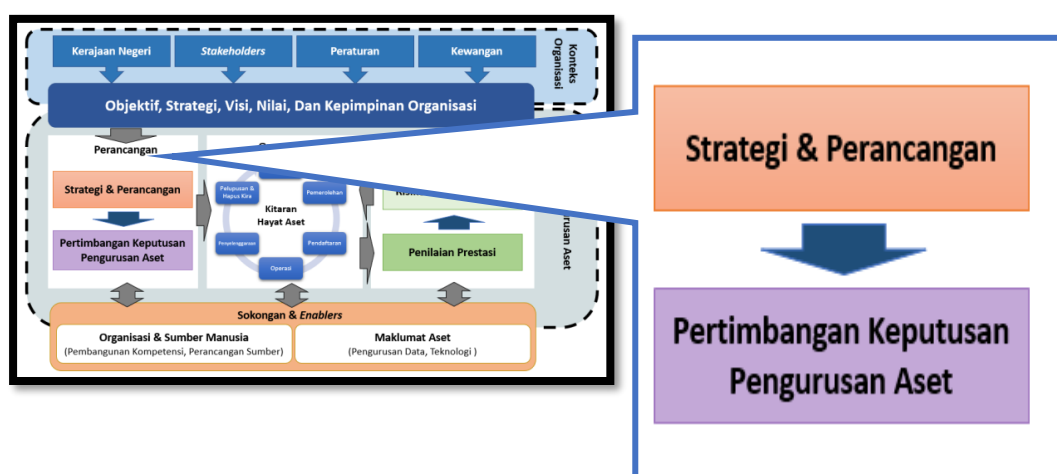 Kerajaan Negeri
Stakeholders
Peraturan
Kewangan
Konteks
Organisasi
Objektif, Strategi, Visi, Nilai, Dan Kepimpinan Organisasi
Perancangan
Strategi & Perancangan
Pertimbangan Keputusan
Pengurusan Aset
Pelupusan &
Hapus Kira
Pemerolehan
Kitaran
Hayat Aset
Penyelenggaraan
Pendaftaran
Operasi
Penilaian Prestasi
Aset
Sokongan & Enablers
Organisasi & Sumber Manusia
(Pembangunan Kompetensi, Perancangan Sumber)
Maklumat Aset
(Pengurusan Data, Teknologi )
Strategi & Perancangan
Pertimbangan Keputusan
Pengurusan Aset